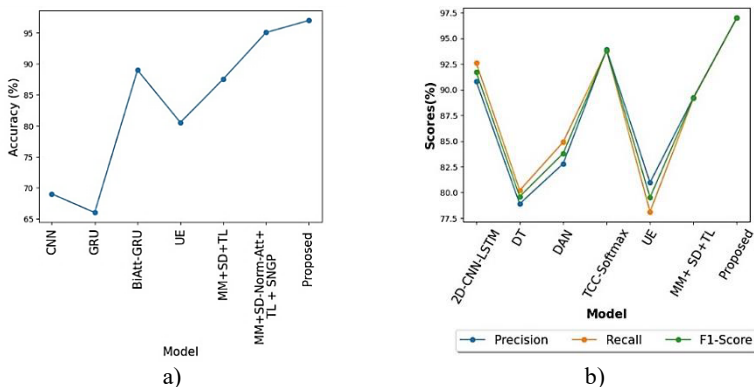 95
90
85
80
75
70
65
Accuracy (%)
CNN
GRU
BiAtt-GRU
UE
MM+SD+TL
MM+SD-Norm-Att+
TL + SNGP
Proposed
Model
a)
97.5
95.0
92.5
90.0
87.5
85.0
82.5
80.0
77.5
Scores(%)
2D-CNN-LSTM
DT
DAN
TCC-Softmax
UE
MM+ SD+TL
Proposed
Model
Precision Recall F1-Score
b)